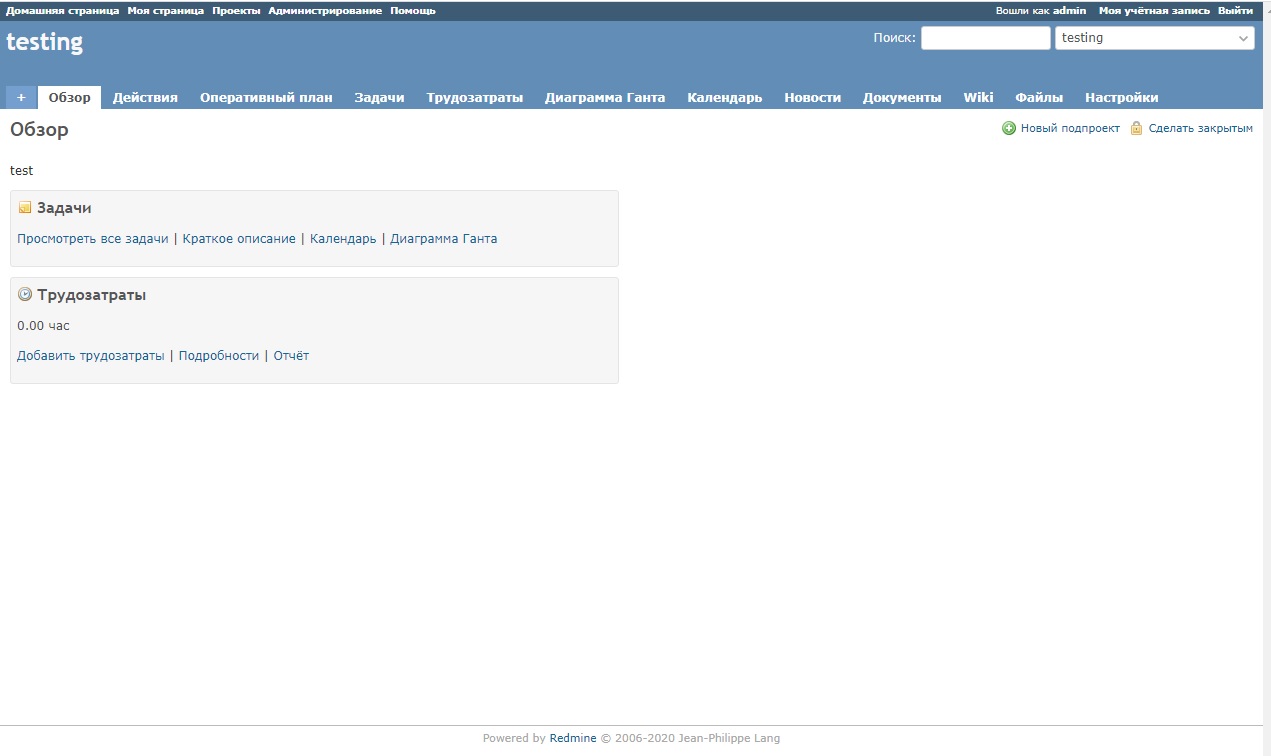 Домашняя страница Моя страница Проекты Администрирование Помощь Вошли как admin Моя учётная запись Выйти
testing Поиск: testing
+ Обзор Действия Оперативный план Задачи Трудозатраты Диаграмма Ганта Календарь Новости Документы Wiki Файлы Настройки
Обзор Новый подпроект Сделать закрытым
test
Задачи
Просмотреть все задачи | Краткое описание | Календарь | Диаграмма Ганта
Трудозатраты
0.00 час
Добавить трудозатраты | Подробности | Отчёт
Powered by Redmine © 2006-2020 Jean-Philippe Lang